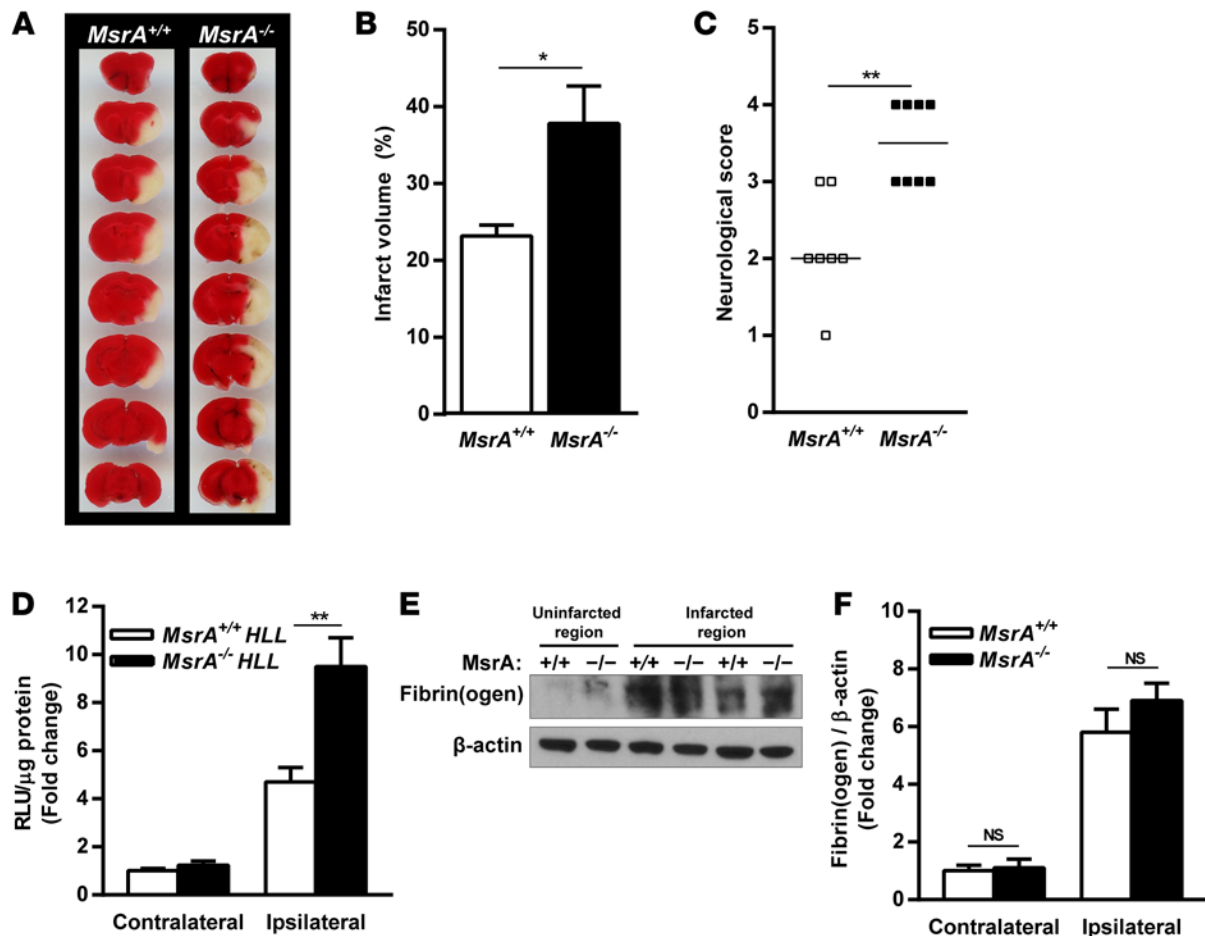 A
MsrA+/+ MsrA-/-
B
Infarct volume (%)
50
40
30
20
10
0
*
MsrA+/+ MsrA-/-
C
Neurological score
5
4
3
2
1
0
**
MsrA+/+ MsrA-/-
D
RLU/μg protein
(Fold change)
12
10
8
6
4
2
0
MsrA+/+ HLL
MsrA-/- HLL
**
Contralateral Ipsilateral
E
Uninfarcted
region
Infarcted
region
MsrA: +/+ −/− +/+ −/− +/+ −/−
Fibrin(ogen)
β-actin
F
Fibrin(ogen) / β-actin
(Fold change)
10
8
6
4
2
0
MsrA+/+
MsrA-/-
NS
NS
Contralateral Ipsilateral